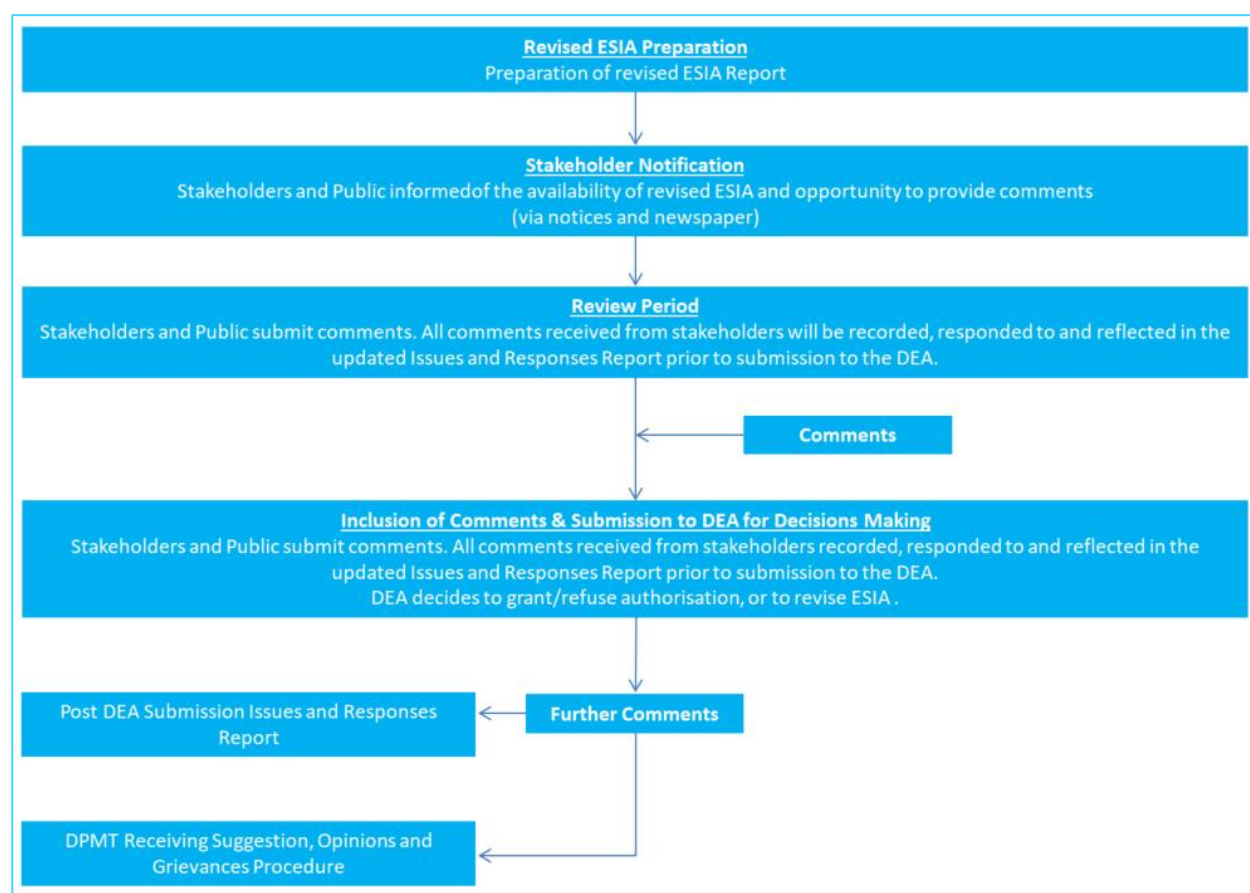 Revised ESIA Preparation
Preparation of revised ESIA Report
Stakeholder Notification
Stakeholders and Public informedof the availability of revised ESIA and opportunity to provide comments
(via notices and newspaper)
Review Period
Stakeholders and Public submit comments. All comments received from stakeholders will be recorded, responded to and reflected in the
updated Issues and Responses Report prior to submission to the DEA.
Comments
Inclusion of Comments & Submission to DEA for Decisions Making
Stakeholders and Public submit comments. All comments received from stakeholders recorded, responded to and reflected in the
updated Issues and Responses Report prior to submission to the DEA.
DEA decides to grant/refuse authorisation, or to revise ESIA .
Further Comments
Post DEA Submission Issues and Responses
Report
DPMT Receiving Suggestion, Opinions and
Grievances Procedure